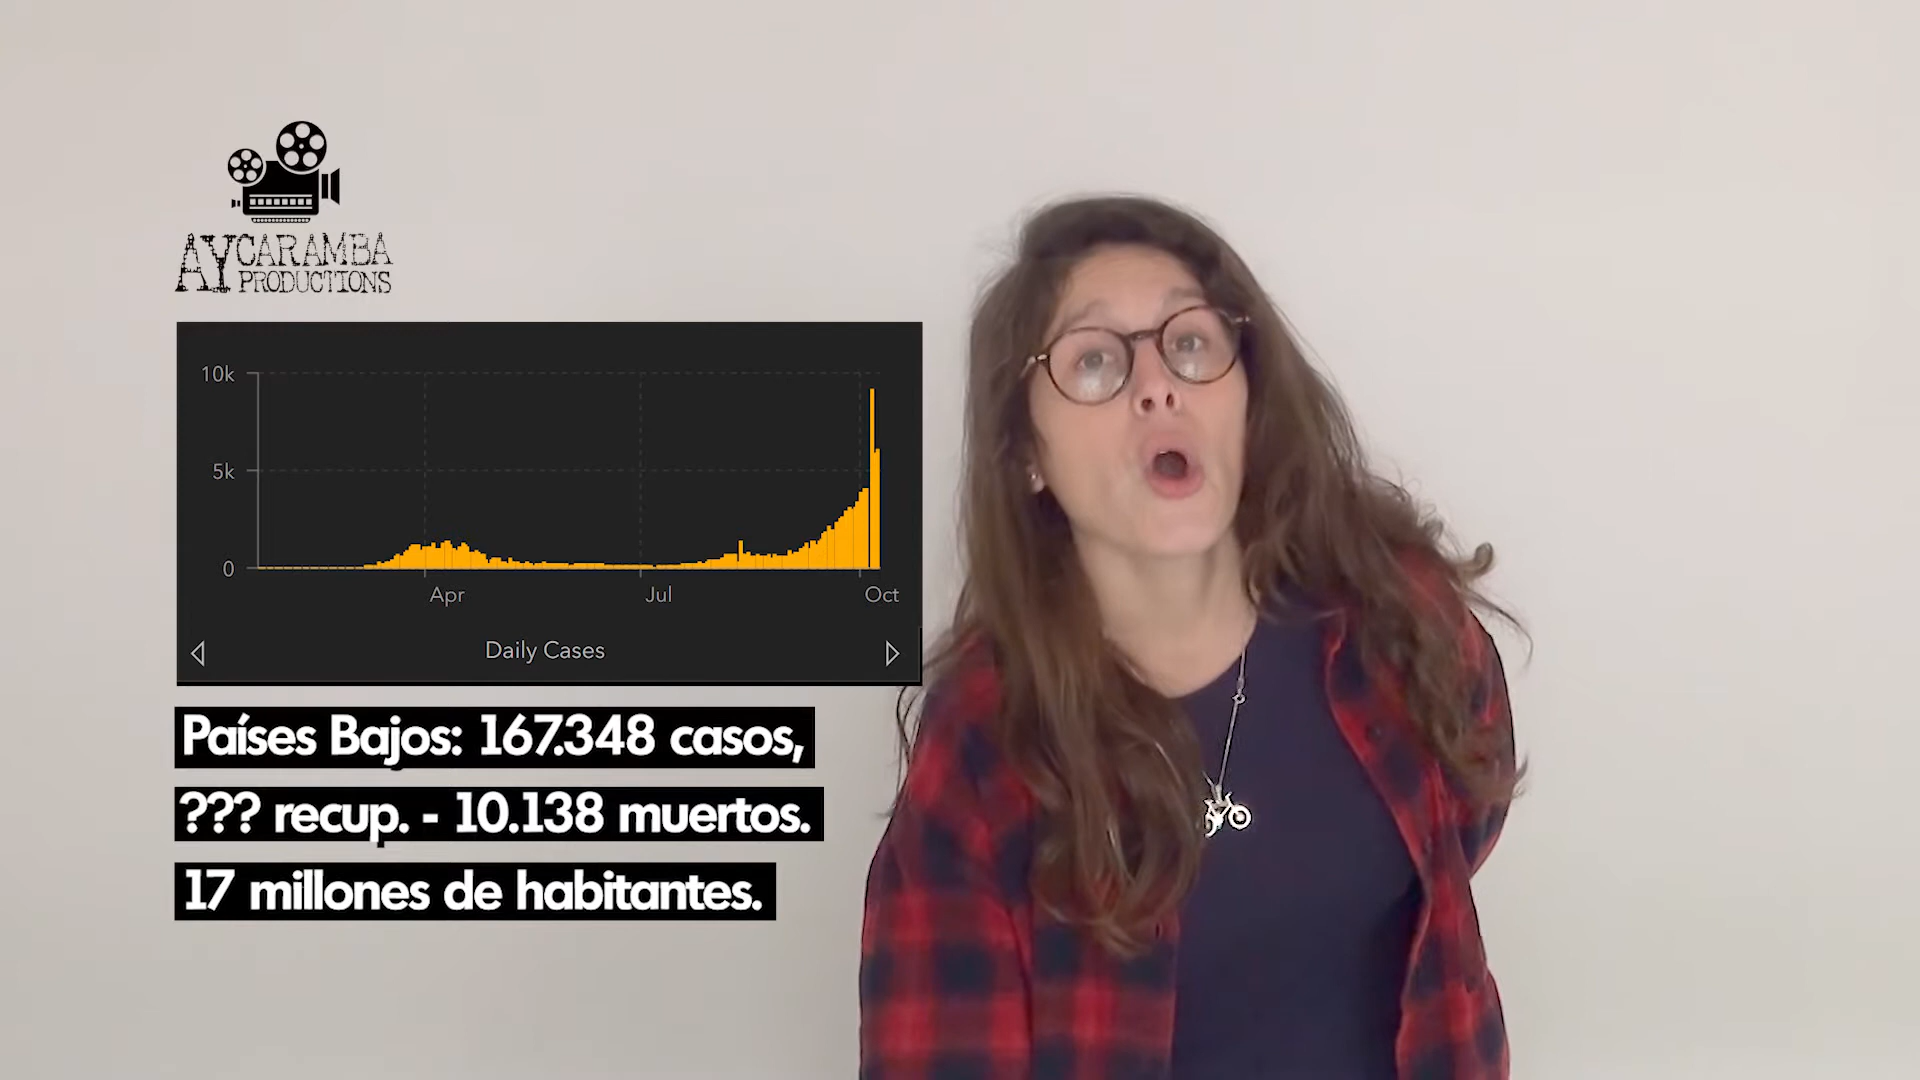 AY CARAMBA
PRODUCTIONS
10k
5k
0
Apr Jul Oct
Daily Cases
Países Bajos: 167.348 casos,
??? recup. - 10.138 muertos.
17 millones de habitantes.